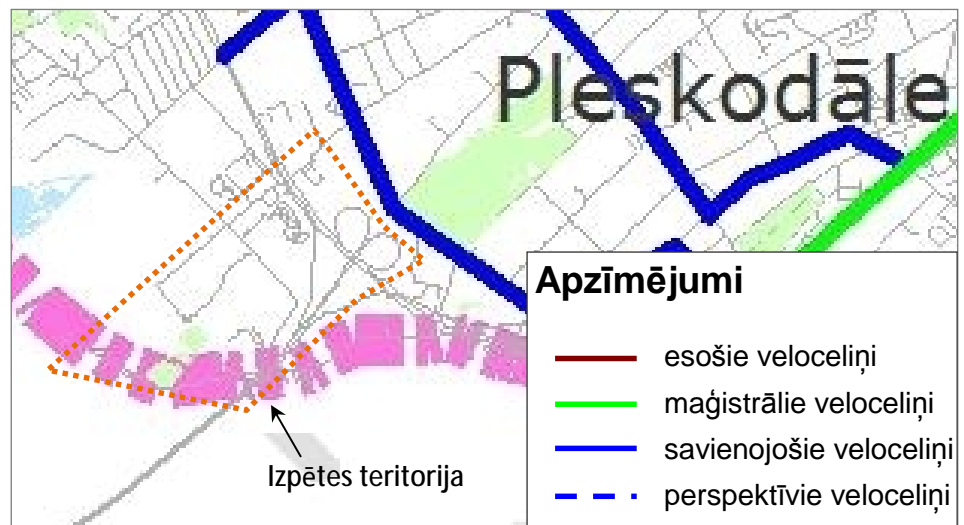 Pleskodāle
Apzīmējumi
esošie veloceliņi
maģistrālie veloceliņi
savienojošie veloceliņi
perspektīvie veloceliņi
Izpētes teritorija